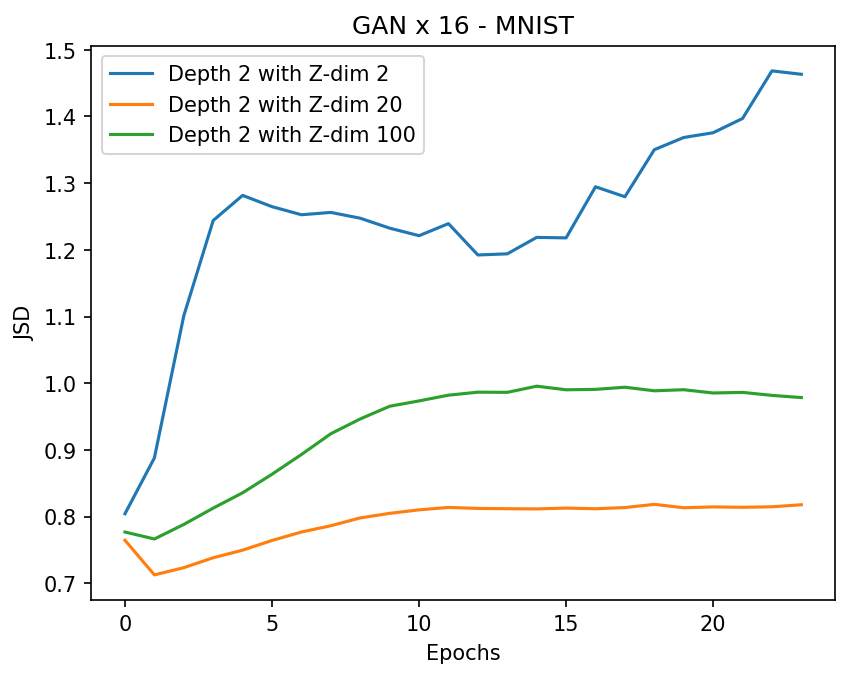 GAN x 16 - MNIST
Depth 2 with Z-dim 2
Depth 2 with Z-dim 20
Depth 2 with Z-dim 100
JSD
1.5
1.4
1.3
1.2
1.1
1.0
0.9
0.8
0.7
0 5 10 15 20
Epochs